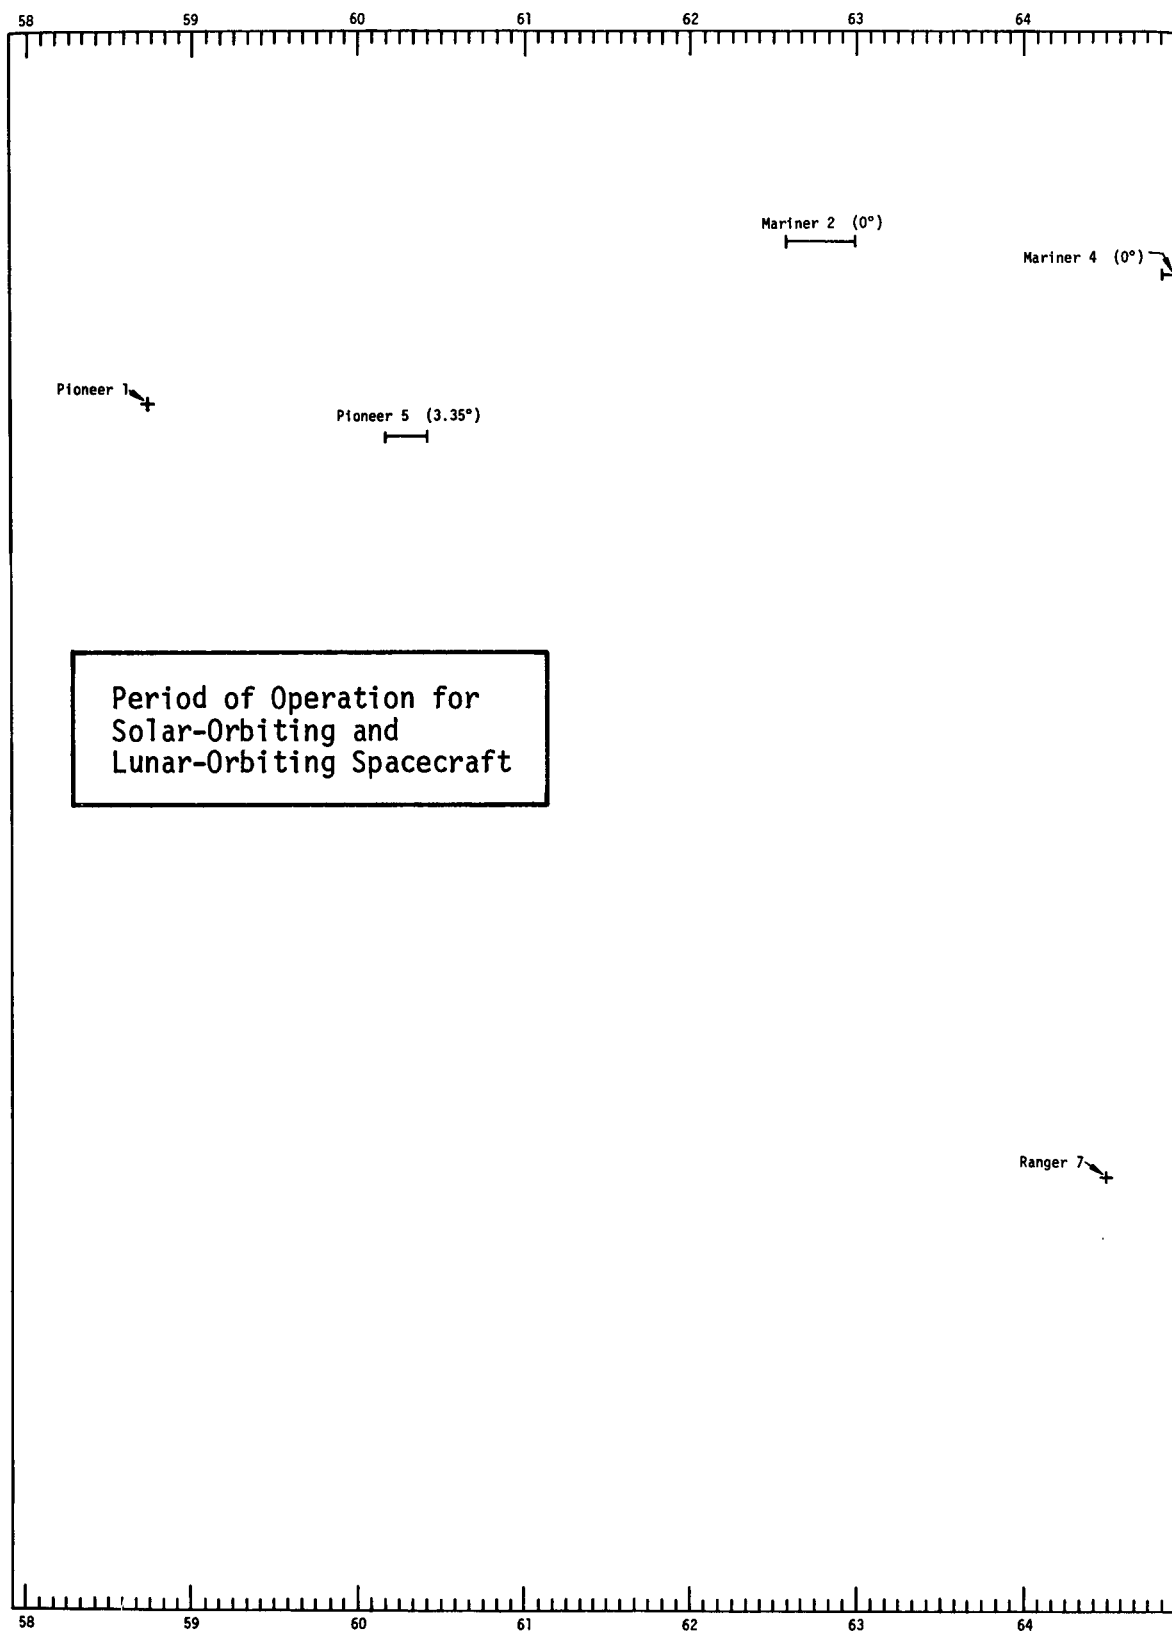 58 59 60 61 62 63 64
Mariner 2 (0°)
Mariner 4 (0°)
Pioneer 1
Pioneer 5 (3.35°)
Period of Operation for
Solar-Orbiting and
Lunar-Orbiting Spacecraft
Ranger 7
58 59 60 61 62 63 64